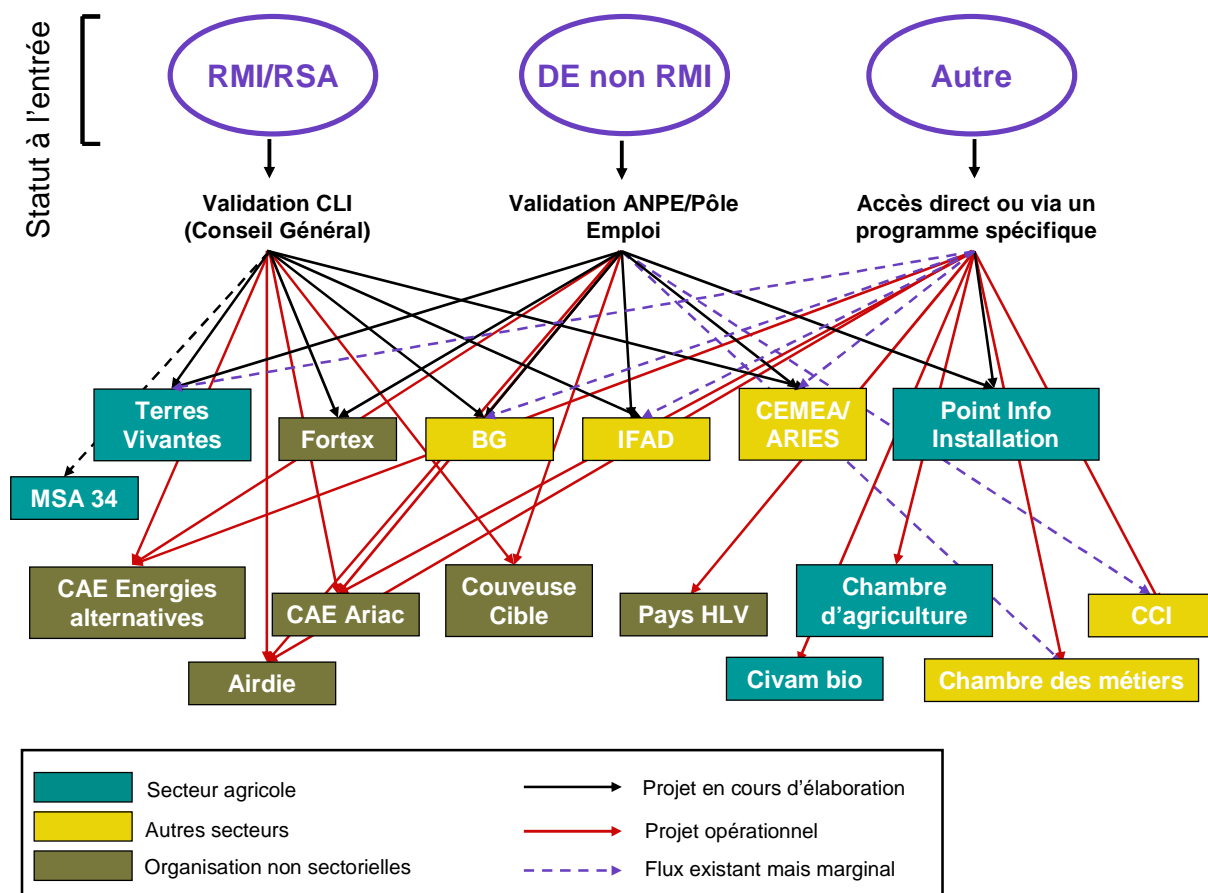 Statut à l'entrée
RMI/RSA
DE non RMI
Autre
Validation CLI
(Conseil Général)
Validation ANPE/Pôle
Emploi
Accès direct ou via un
programme spécifique
Terres
Vivantes
Fortex
BG
IFAD
CEMEA/
ARIES
Point Info
Installation
MSA 34
CAE Energies
alternatives
CAE Ariac
Couveuse
Cible
Pays HLV
Chambre
d'agriculture
CCI
Airdie
Civam bio
Chambre des métiers
Secteur agricole
Projet en cours d'élaboration
Autres secteurs
Projet opérationnel
Organisation non sectorielles
Flux existant mais marginal